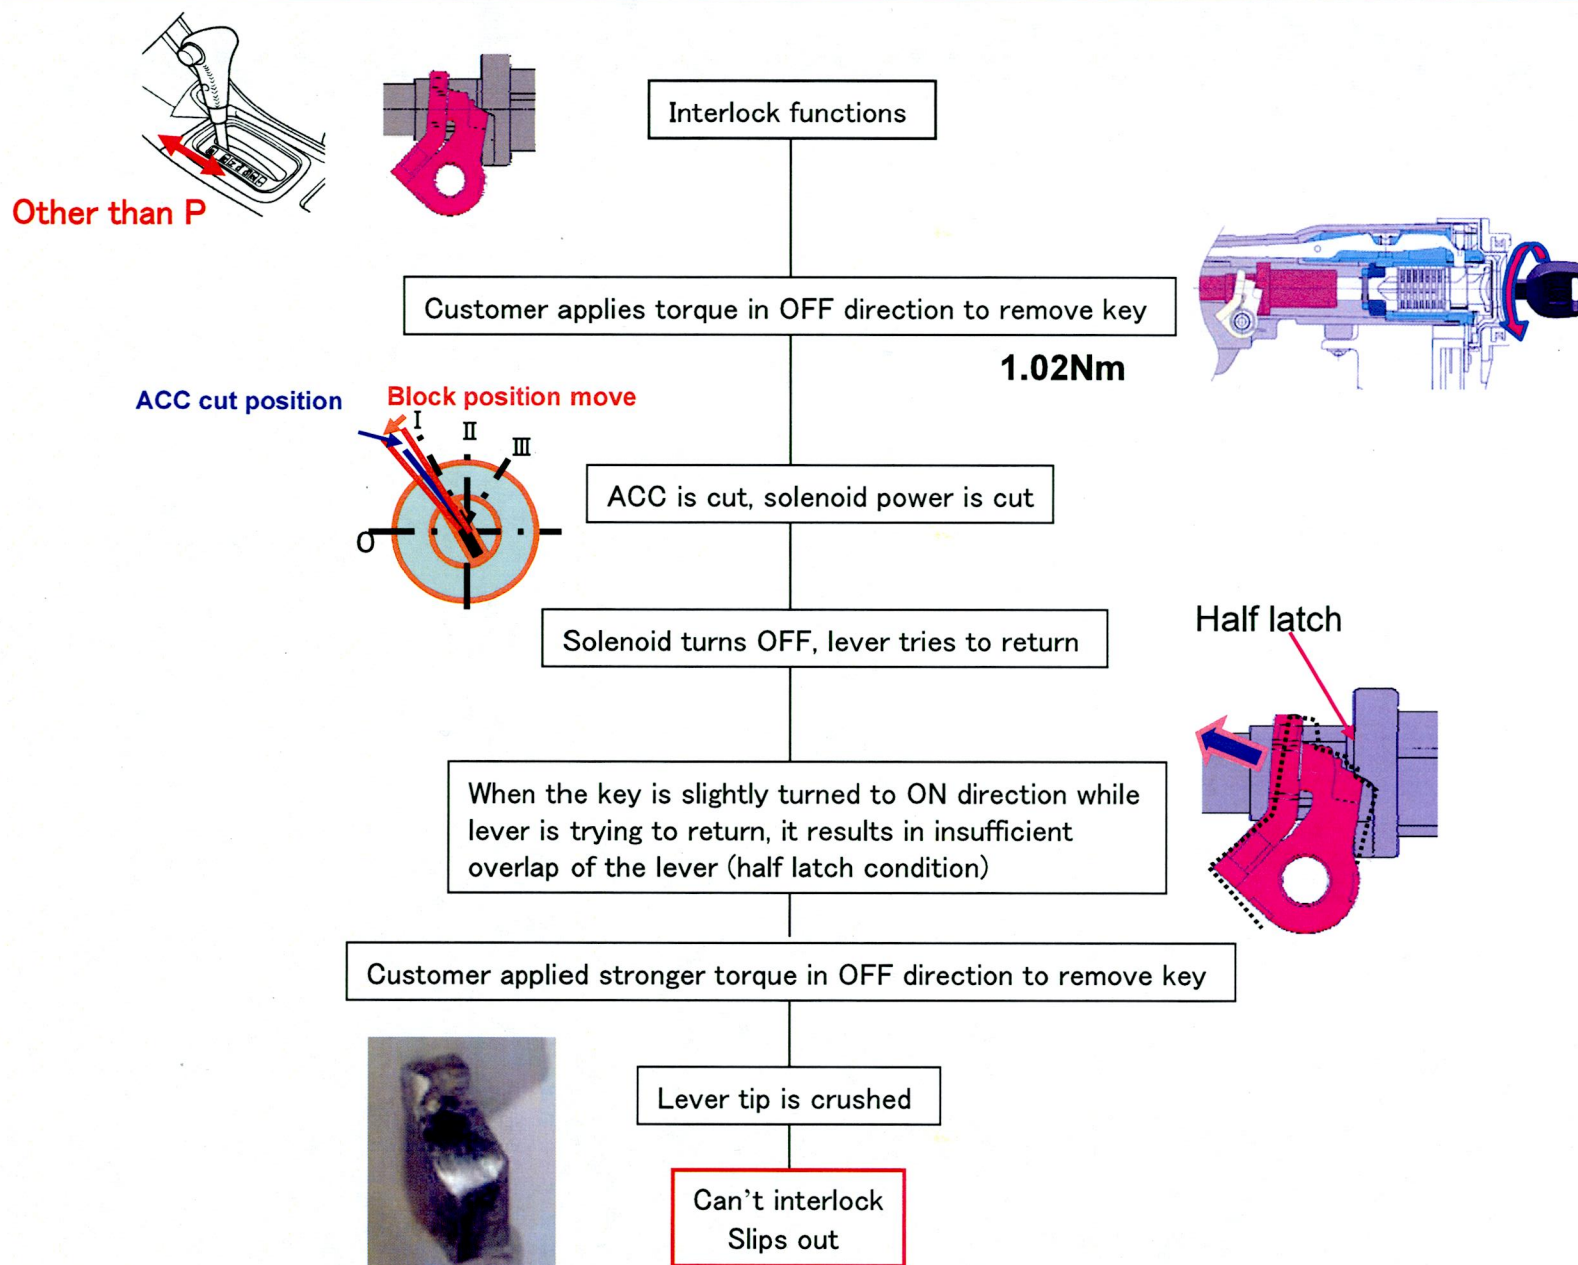 Interlock functions
Other than P
Customer applies torque in OFF direction to remove key
1.02Nm
ACC cut position
Block position move
I
II
III
O
ACC is cut, solenoid power is cut
Solenoid turns OFF, lever tries to return
Half latch
When the key is slightly turned to ON direction while
lever is trying to return, it results in insufficient
overlap of the lever (half latch condition)
Customer applied stronger torque in OFF direction to remove key
Lever tip is crushed
Can't interlock
Slips out